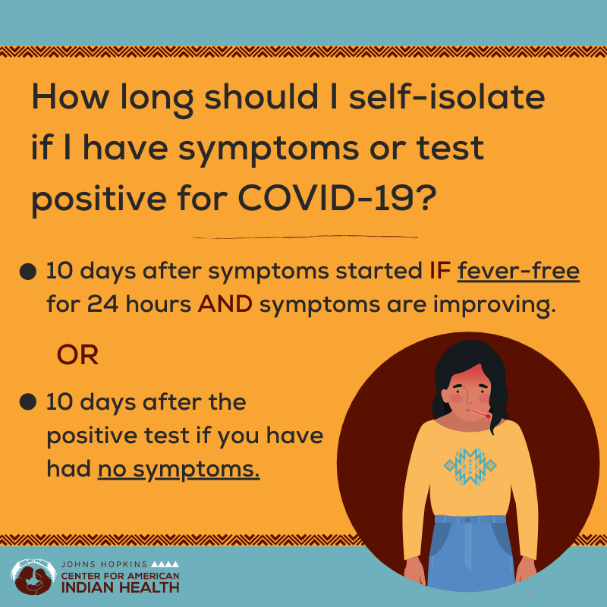 How long should I self-isolate
if I have symptoms or test
positive for COVID-19?
10 days after symptoms started IF fever-free
for 24 hours AND symptoms are improving.
OR
10 days after the
positive test if you have
had no symptoms.
JOHNS HOPKINS
CENTER FOR AMERICAN
INDIAN HEALTH